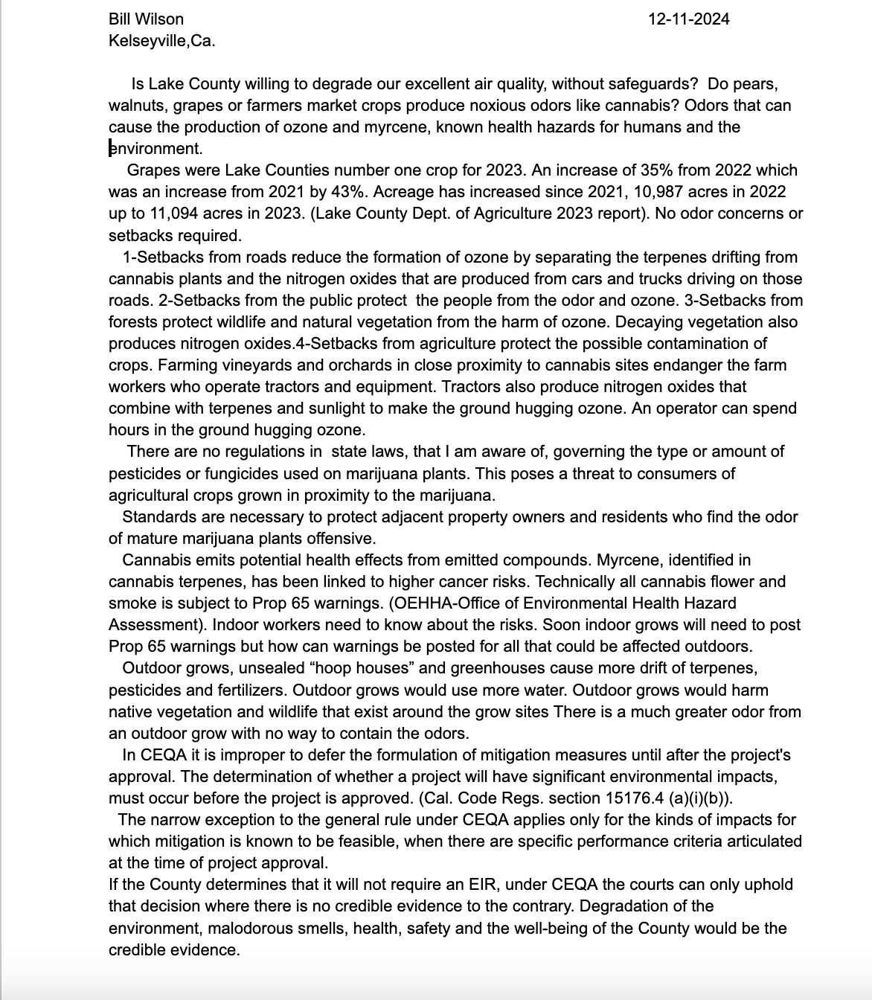 Bill Wilson 12-11-2024
Kelseyville,Ca.
Is Lake County willing to degrade our excellent air quality, without safeguards?  Do pears,
walnuts, grapes or farmers market crops produce noxious odors like cannabis? Odors that can
cause the production of ozone and myrcene, known health hazards for humans and the
environment.
Grapes were Lake Counties number one crop for 2023. An increase of 35% from 2022 which
was an increase from 2021 by 43%. Acreage has increased since 2021, 10,987 acres in 2022
up to 11,094 acres in 2023. (Lake County Dept. of Agriculture 2023 report). No odor concerns or
setbacks required.
1-Setbacks from roads reduce the formation of ozone by separating the terpenes drifting from
cannabis plants and the nitrogen oxides that are produced from cars and trucks driving on those
roads. 2-Setbacks from the public protect  the people from the odor and ozone. 3-Setbacks from
forests protect wildlife and natural vegetation from the harm of ozone. Decaying vegetation also
produces nitrogen oxides.4-Setbacks from agriculture protect the possible contamination of
crops. Farming vineyards and orchards in close proximity to cannabis sites endanger the farm
workers who operate tractors and equipment. Tractors also produce nitrogen oxides that
combine with terpenes and sunlight to make the ground hugging ozone. An operator can spend
hours in the ground hugging ozone.
There are no regulations in  state laws, that I am aware of, governing the type or amount of
pesticides or fungicides used on marijuana plants. This poses a threat to consumers of
agricultural crops grown in proximity to the marijuana.
Standards are necessary to protect adjacent property owners and residents who find the odor
of mature marijuana plants offensive.
Cannabis emits potential health effects from emitted compounds. Myrcene, identified in
cannabis terpenes, has been linked to higher cancer risks. Technically all cannabis flower and
smoke is subject to Prop 65 warnings. (OEHHA-Office of Environmental Health Hazard
Assessment). Indoor workers need to know about the risks. Soon indoor grows will need to post
Prop 65 warnings but how can warnings be posted for all that could be affected outdoors.
Outdoor grows, unsealed “hoop houses” and greenhouses cause more drift of terpenes,
pesticides and fertilizers. Outdoor grows would use more water. Outdoor grows would harm
native vegetation and wildlife that exist around the grow sites There is a much greater odor from
an outdoor grow with no way to contain the odors.
In CEQA it is improper to defer the formulation of mitigation measures until after the project's
approval. The determination of whether a project will have significant environmental impacts,
must occur before the project is approved. (Cal. Code Regs. section 15176.4 (a)(i)(b)).
The narrow exception to the general rule under CEQA applies only for the kinds of impacts for
which mitigation is known to be feasible, when there are specific performance criteria articulated
at the time of project approval.
If the County determines that it will not require an EIR, under CEQA the courts can only uphold
that decision where there is no credible evidence to the contrary. Degradation of the
environment, malodorous smells, health, safety and the well-being of the County would be the
credible evidence.